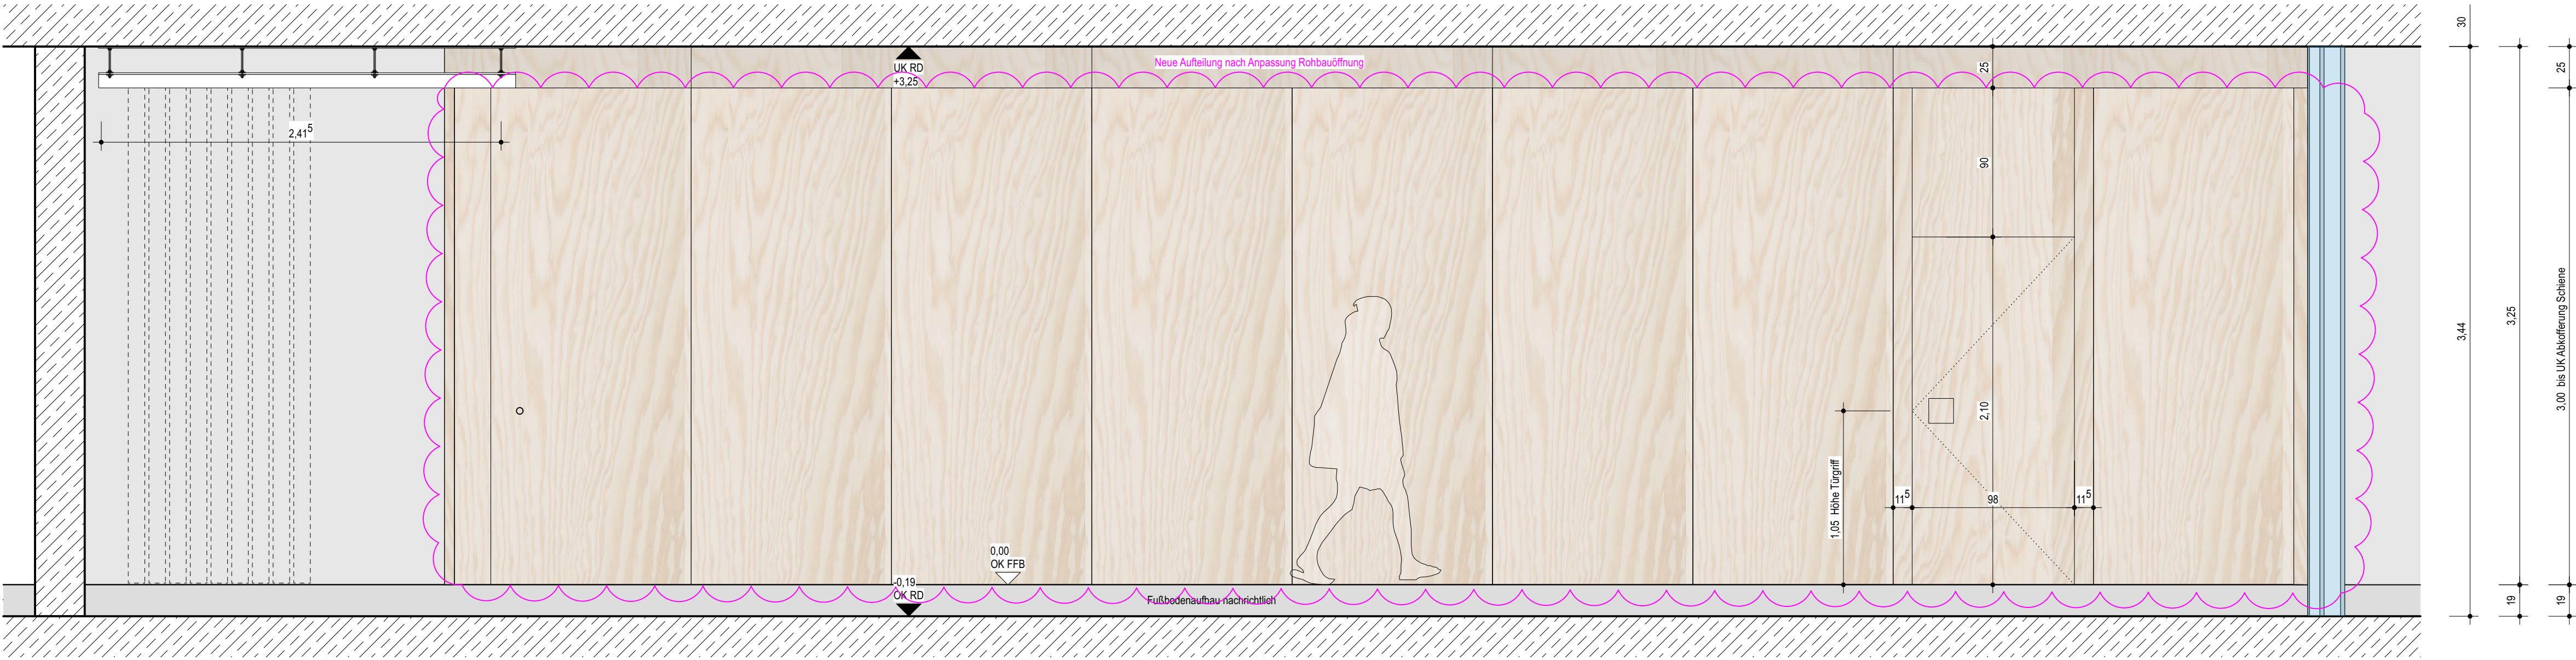 UK RD
+3,25
Neue Aufteilung nach Anpassung Rohbauöffnung
2,41⁵
25
90
2,10
1,05 Höhe Türgriff
11⁵
98
11⁵
0,00
OK FFB
-0,19
OK RD
Fußbodenaufbau nachrichtlich
30
3,44
3,25
19
25
3,00 bis UK Abkofferung Schiene
19